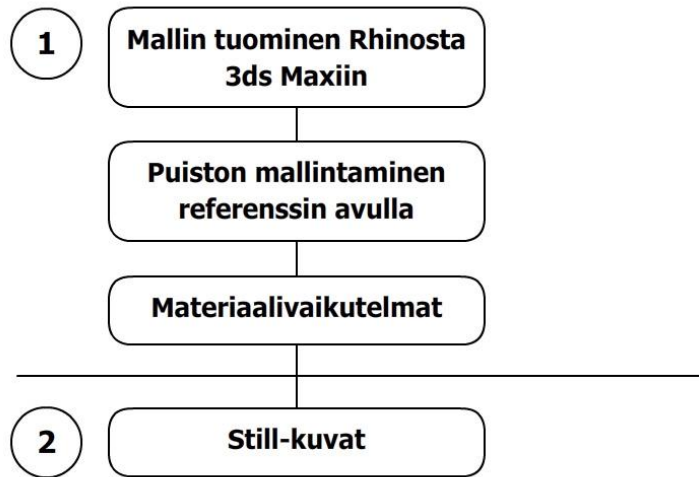 1
Mallin tuominen Rhinosta
3ds Maxiin
Puiston mallintaminen
referenssin avulla
Materiaalivaikutelmat
2
Still-kuvat